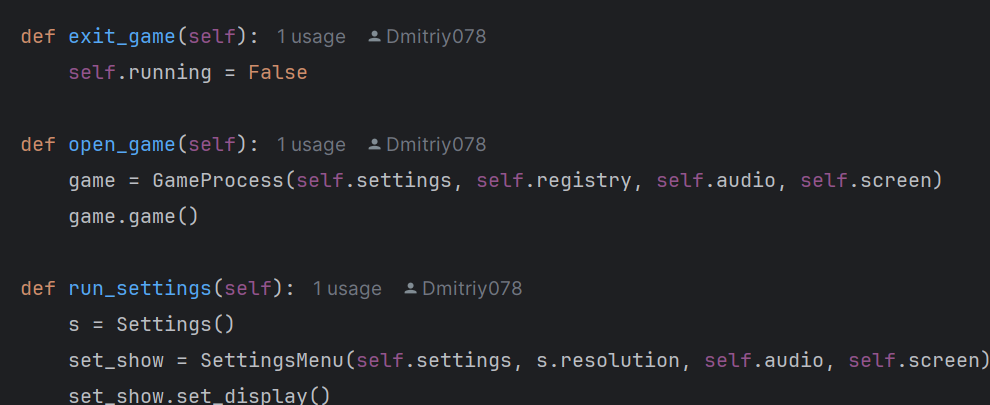 def exit_game(self): 1 usage Dmitriy078
self.running = False
def open_game(self): 1 usage Dmitriy078
game = GameProcess(self.settings, self.registry, self.audio, self.screen)
game.game()
def run_settings(self): 1 usage Dmitriy078
s = Settings()
set_show = SettingsMenu(self.settings, s.resolution, self.audio, self.screen)
set_show.set_display()